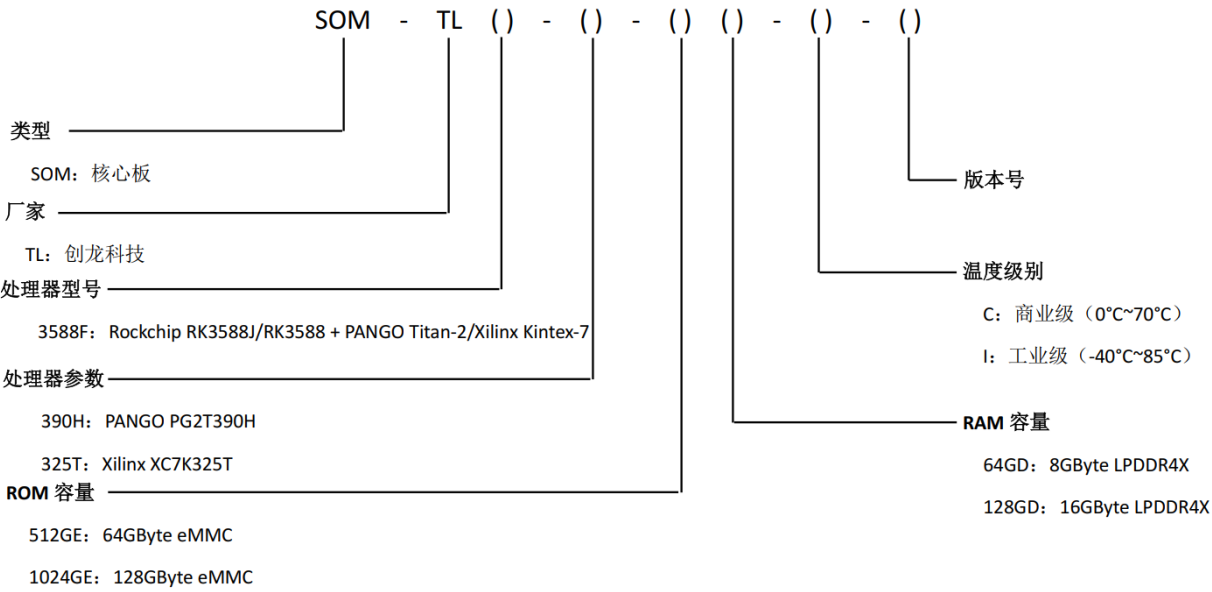 SOM - TL () - () - () () - () - ()
类型
SOM：核心板
厂家
TL：创龙科技
处理器型号
3588F：Rockchip RK3588J/RK3588 + PANGO Titan-2/Xilinx Kintex-7
处理器参数
390H：PANGO PG2T390H
325T：Xilinx XC7K325T
ROM 容量
512GE：64GByte eMMC
1024GE：128GByte eMMC
版本号
温度级别
C：商业级（0°C~70°C）
I：工业级（-40°C~85°C）
RAM 容量
64GD：8GByte LPDDR4X
128GD：16GByte LPDDR4X